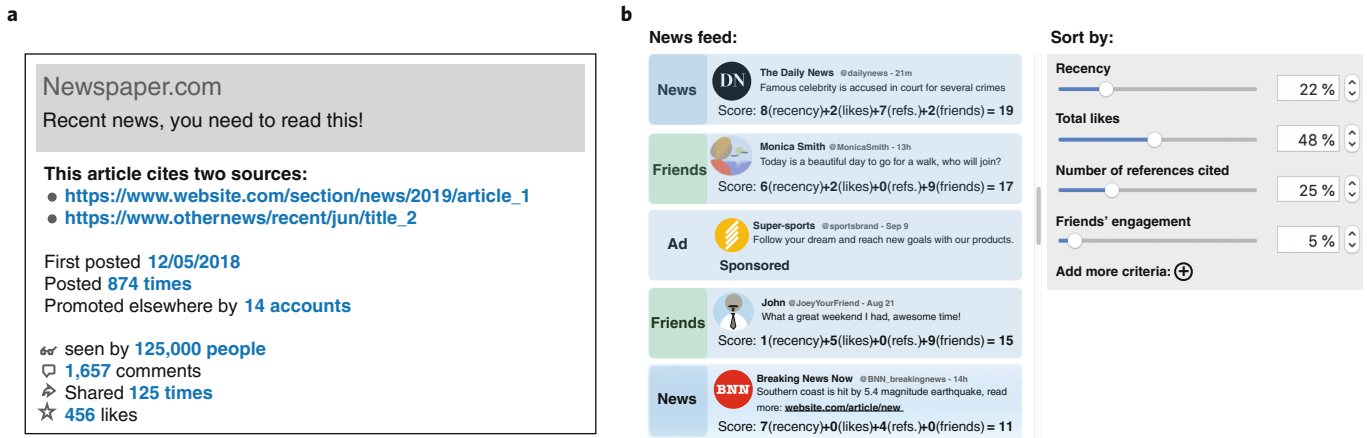 a
Newspaper.com
Recent news, you need to read this!
This article cites two sources:
https://www.website.com/section/news/2019/article_1
https://www.othernews/recent/jun/title_2
First posted 12/05/2018
Posted 874 times
Promoted elsewhere by 14 accounts
seen by 125,000 people
1,657 comments
Shared 125 times
456 likes
b
News feed:
News
DN
The Daily News @dailynews - 21m
Famous celebrity is accused in court for several crimes
Score: 8(recency)+2(likes)+7(refs.)+2(friends) = 19
Friends
Monica Smith @MonicaSmith - 13h
Today is a beautiful day to go for a walk, who will join?
Score: 6(recency)+2(likes)+0(refs.)+9(friends) = 17
Ad
Super-sports @sportsbrand - Sep 9
Follow your dream and reach new goals with our products.
Sponsored
Friends
John @JoeyYourFriend - Aug 21
What a great weekend I had, awesome time!
Score: 1(recency)+5(likes)+0(refs.)+9(friends) = 15
News
BNN
Breaking News Now @BNN_breakingnews - 14h
Southern coast is hit by 5.4 magnitude earthquake, read
more: website.com/article/new
Score: 7(recency)+0(likes)+4(refs.)+0(friends) = 11
Sort by:
Recency
22 %
Total likes
48 %
Number of references cited
25 %
Friends' engagement
5 %
Add more criteria: